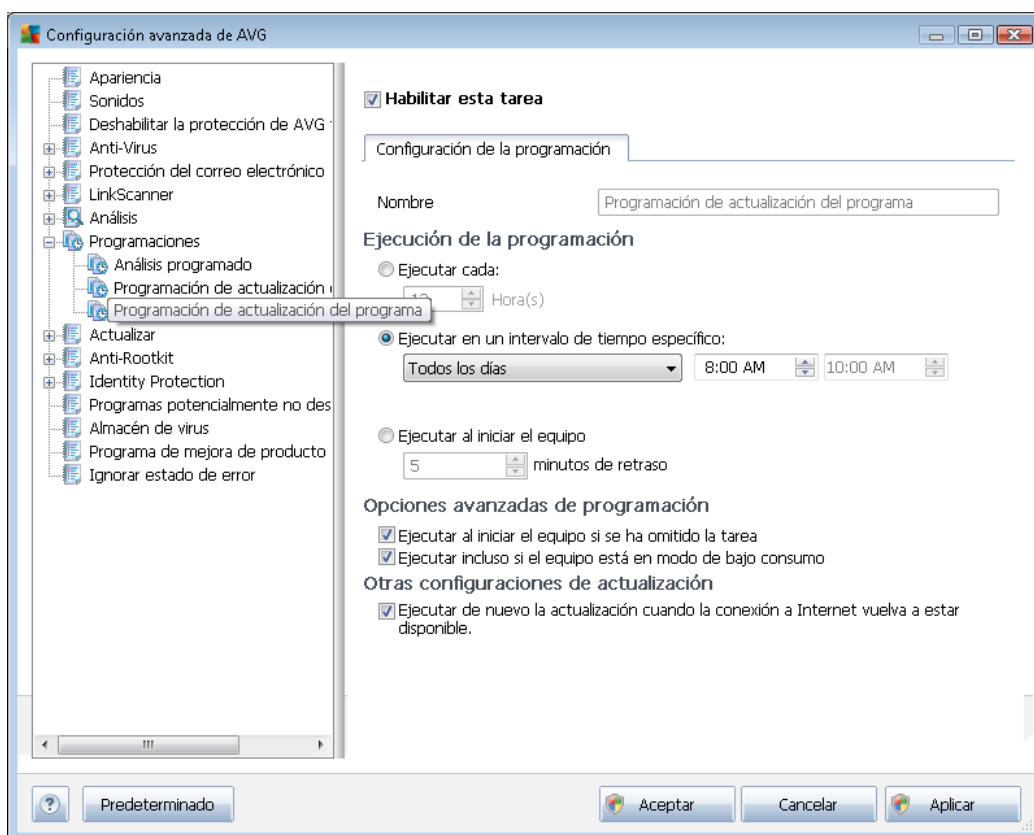 Configuración avanzada de AVG
Apariencia
Sonidos
Deshabilitar la protección de AVG
Anti-Virus
Protección del correo electrónico
LinkScanner
Análisis
Programaciones
Análisis programado
Programación de actualización
Programación de actualización del programa
Actualizar
Anti-Rootkit
Identity Protection
Programas potencialmente no des
Almacén de virus
Programa de mejora de producto
Ignorar estado de error
Habilitar esta tarea
Configuración de la programación
Nombre
Programación de actualización del programa
Ejecución de la programación
Ejecutar cada:
Hora(s)
Ejecutar en un intervalo de tiempo específico:
Todos los días 8:00 AM 10:00 AM
Ejecutar al iniciar el equipo
5 minutos de retraso
Opciones avanzadas de programación
Ejecutar al iniciar el equipo si se ha omitido la tarea
Ejecutar incluso si el equipo está en modo de bajo consumo
Otras configuraciones de actualización
Ejecutar de nuevo la actualización cuando la conexión a Internet vuelva a estar
disponible.
? Predeterminado Aceptar Cancelar Aplicar